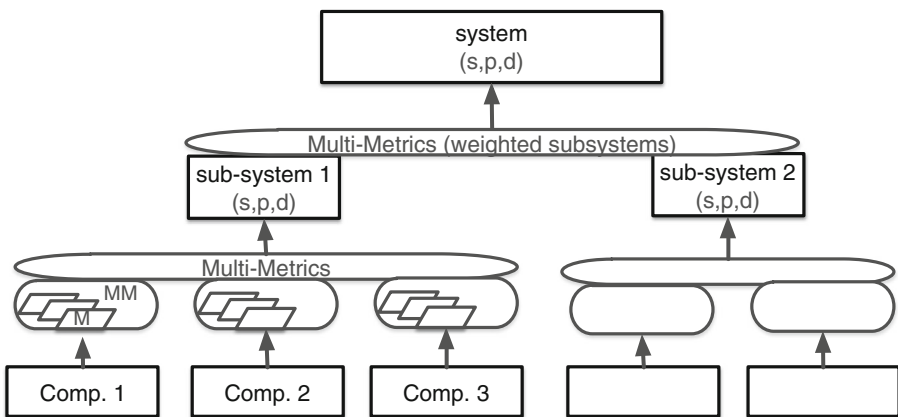 system
(s,p,d)
Multi-Metrics (weighted subsystems)
sub-system 1
(s,p,d)
sub-system 2
(s,p,d)
Multi-Metrics
MM
M
Comp. 1
Comp. 2
Comp. 3